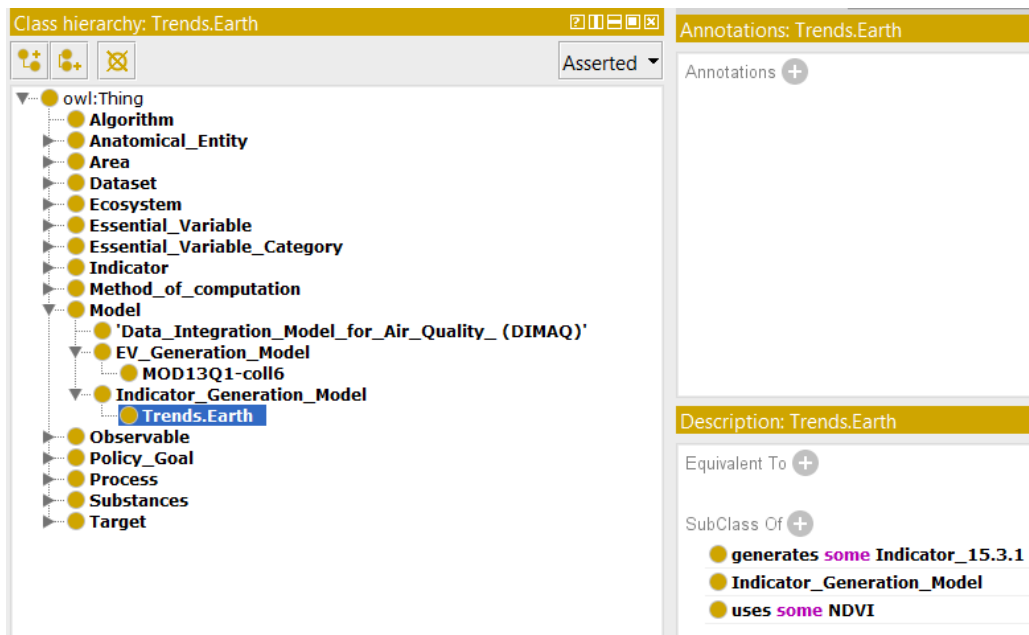 Class hierarchy: Trends.Earth
Asserted
owl:Thing
Algorithm
Anatomical_Entity
Area
Dataset
Ecosystem
Essential_Variable
Essential_Variable_Category
Indicator
Method_of_computation
Model
'Data_Integration_Model_for_Air_Quality_ (DIMAQ)'
EV_Generation_Model
MOD13Q1-coll6
Indicator_Generation_Model
Trends.Earth
Observable
Policy_Goal
Process
Substances
Target
Annotations: Trends.Earth
Annotations
Description: Trends.Earth
Equivalent To
SubClass Of
generates some Indicator_15.3.1
Indicator_Generation_Model
uses some NDVI